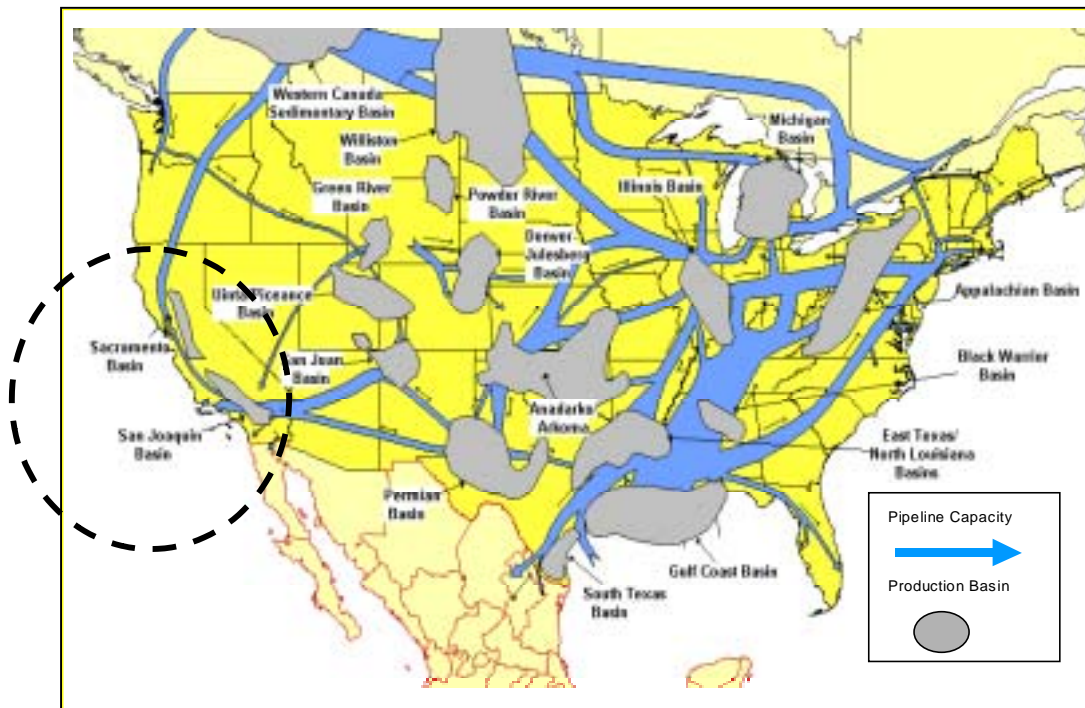 Western Canada
Sedimentary Basin
Williston
Basin
Michigan
Basin
Green River
Basin
Powder River
Basin
Illinois Basin
Denver
Julesberg
Basin
Uinta Piceance
Basin
Appalachian Basin
Sacramento
Basin
San Juan
Basin
Black Warrior
Basin
Anadarko
Arkoma
San Joaquin
Basin
East Texas/
North Louisiana
Basins
Permian
Basin
Gulf Coast Basin
South Texas
Basin
Pipeline Capacity
Production Basin